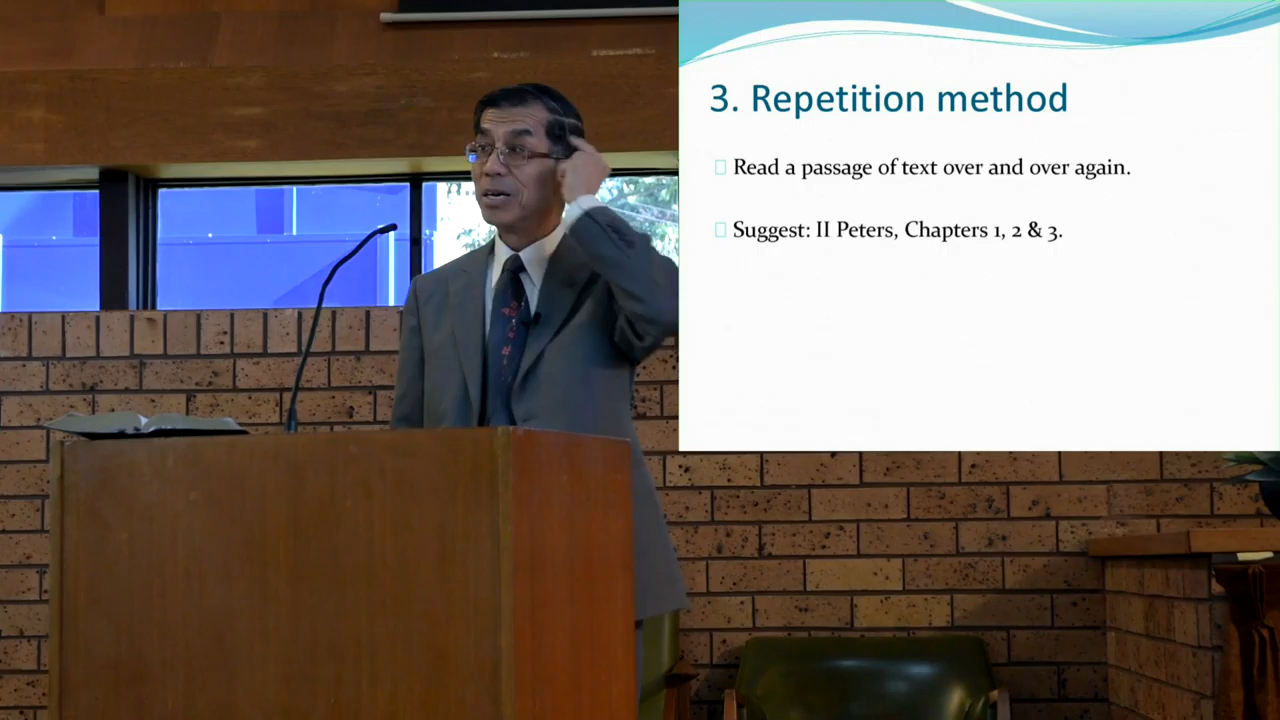 3. Repetition method
Read a passage of text over and over again.
Suggest: II Peters, Chapters 1, 2 & 3.